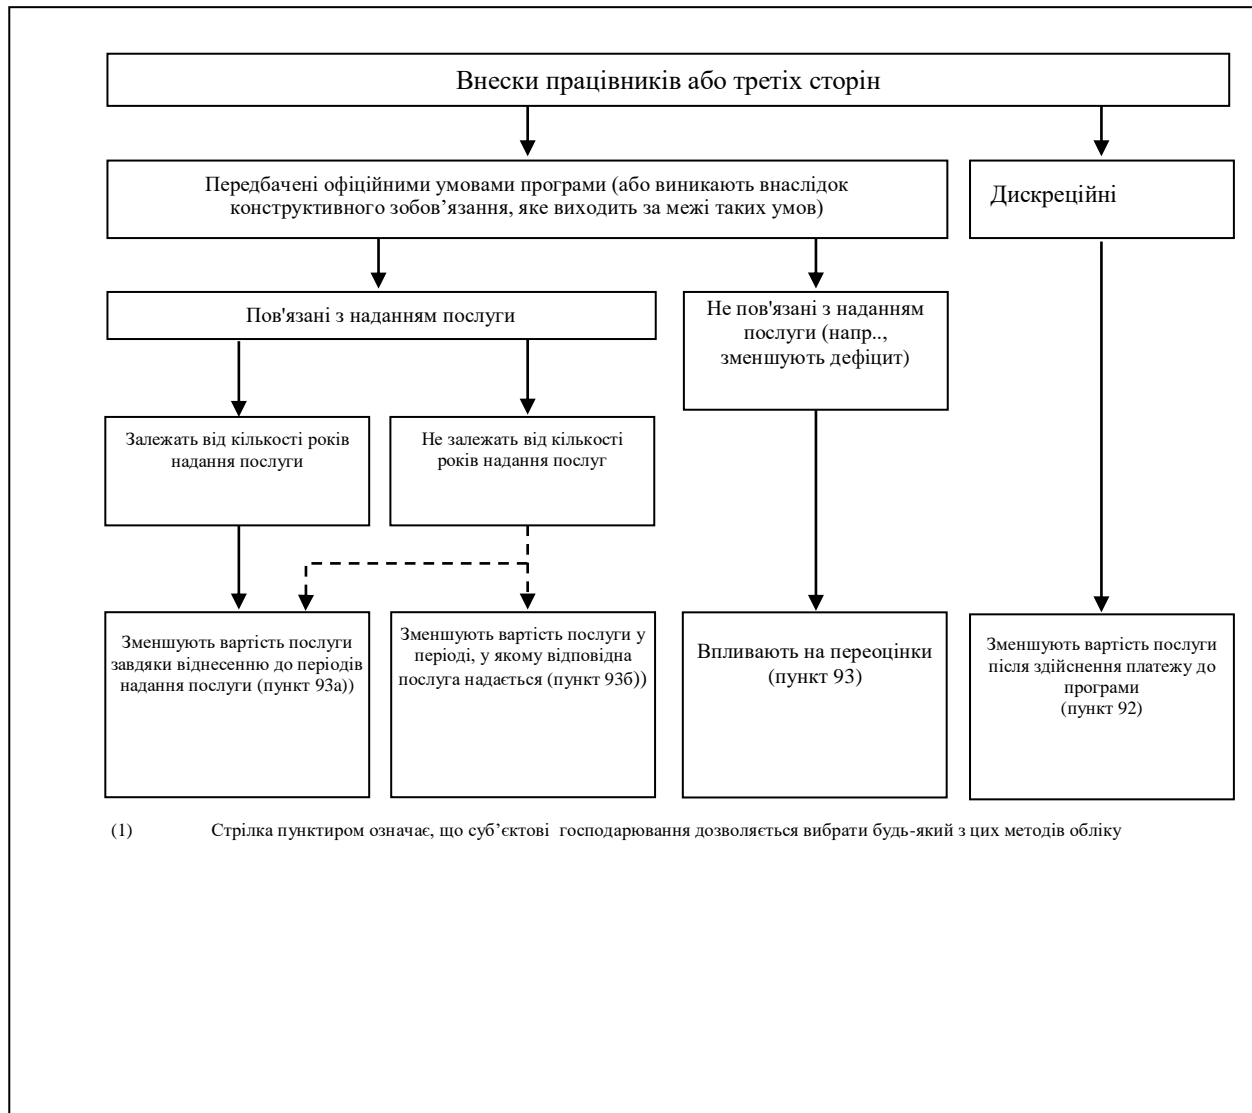 Внески працівників або третіх сторін
Передбачені офіційними умовами програми (або виникають внаслідок
конструктивного зобов’язання, яке виходить за межі таких умов)
Дискреційні
Пов'язані з наданням послуги
Не пов'язані з наданням
послуги (напр..,
зменшують дефіцит)
Залежать від кількості років
надання послуги
Не залежать від кількості
років надання послуг
Зменшують вартість послуги
завдяки віднесенню до періодів
надання послуги (пункт 93а))
Зменшують вартість послуги у
періоді, у якому відповідна
послуга надається (пункт 93б))
Впливають на переоцінки
(пункт 93)
Зменшують вартість послуги
після здійснення платежу до
програми
(пункт 92)
(1) Стрілка пунктиром означає, що суб’єктові господарювання дозволяється вибрати будь-який з цих методів обліку